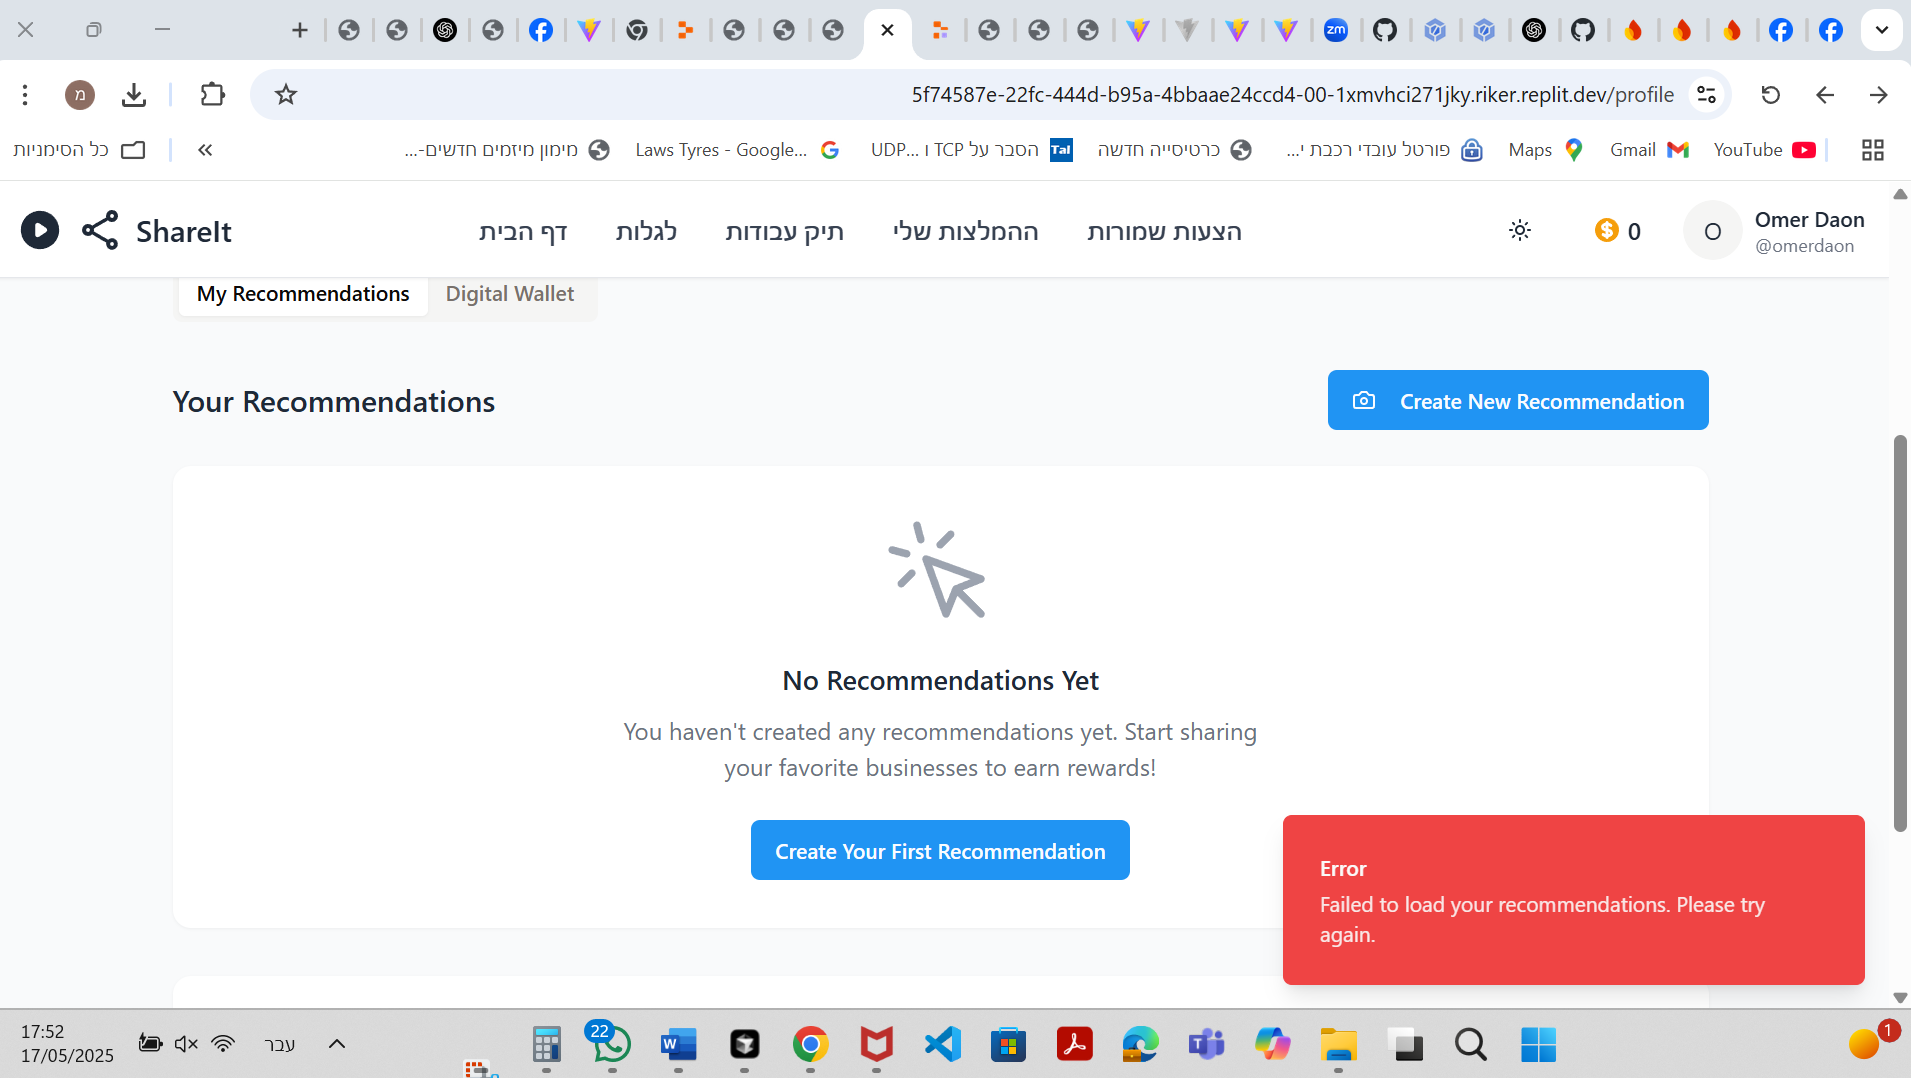 zm
מ
5f74587e-22fc-444d-b95a-4bbaae24ccd4-00-1xmvhci271jky.riker.replit.dev/profile
כל הסימניות
«
מימון מיזמים חדשים-...
Laws Tyres - Google...
הסבר על TCP ו UDP...
Tal
כרטיסייה חדשה
פורטל עובדי רכבת י...
Maps
Gmail
YouTube
ShareIt
דף הבית
לגלות
תיק עבודות
ההמלצות שלי
הצעות שמורות
$ 0
O
Omer Daon
@omerdaon
My Recommendations
Digital Wallet
Your Recommendations
Create New Recommendation
No Recommendations Yet
You haven't created any recommendations yet. Start sharing
your favorite businesses to earn rewards!
Create Your First Recommendation
Error
Failed to load your recommendations. Please try
again.
17:52
17/05/2025
עבר
22
W
T
1